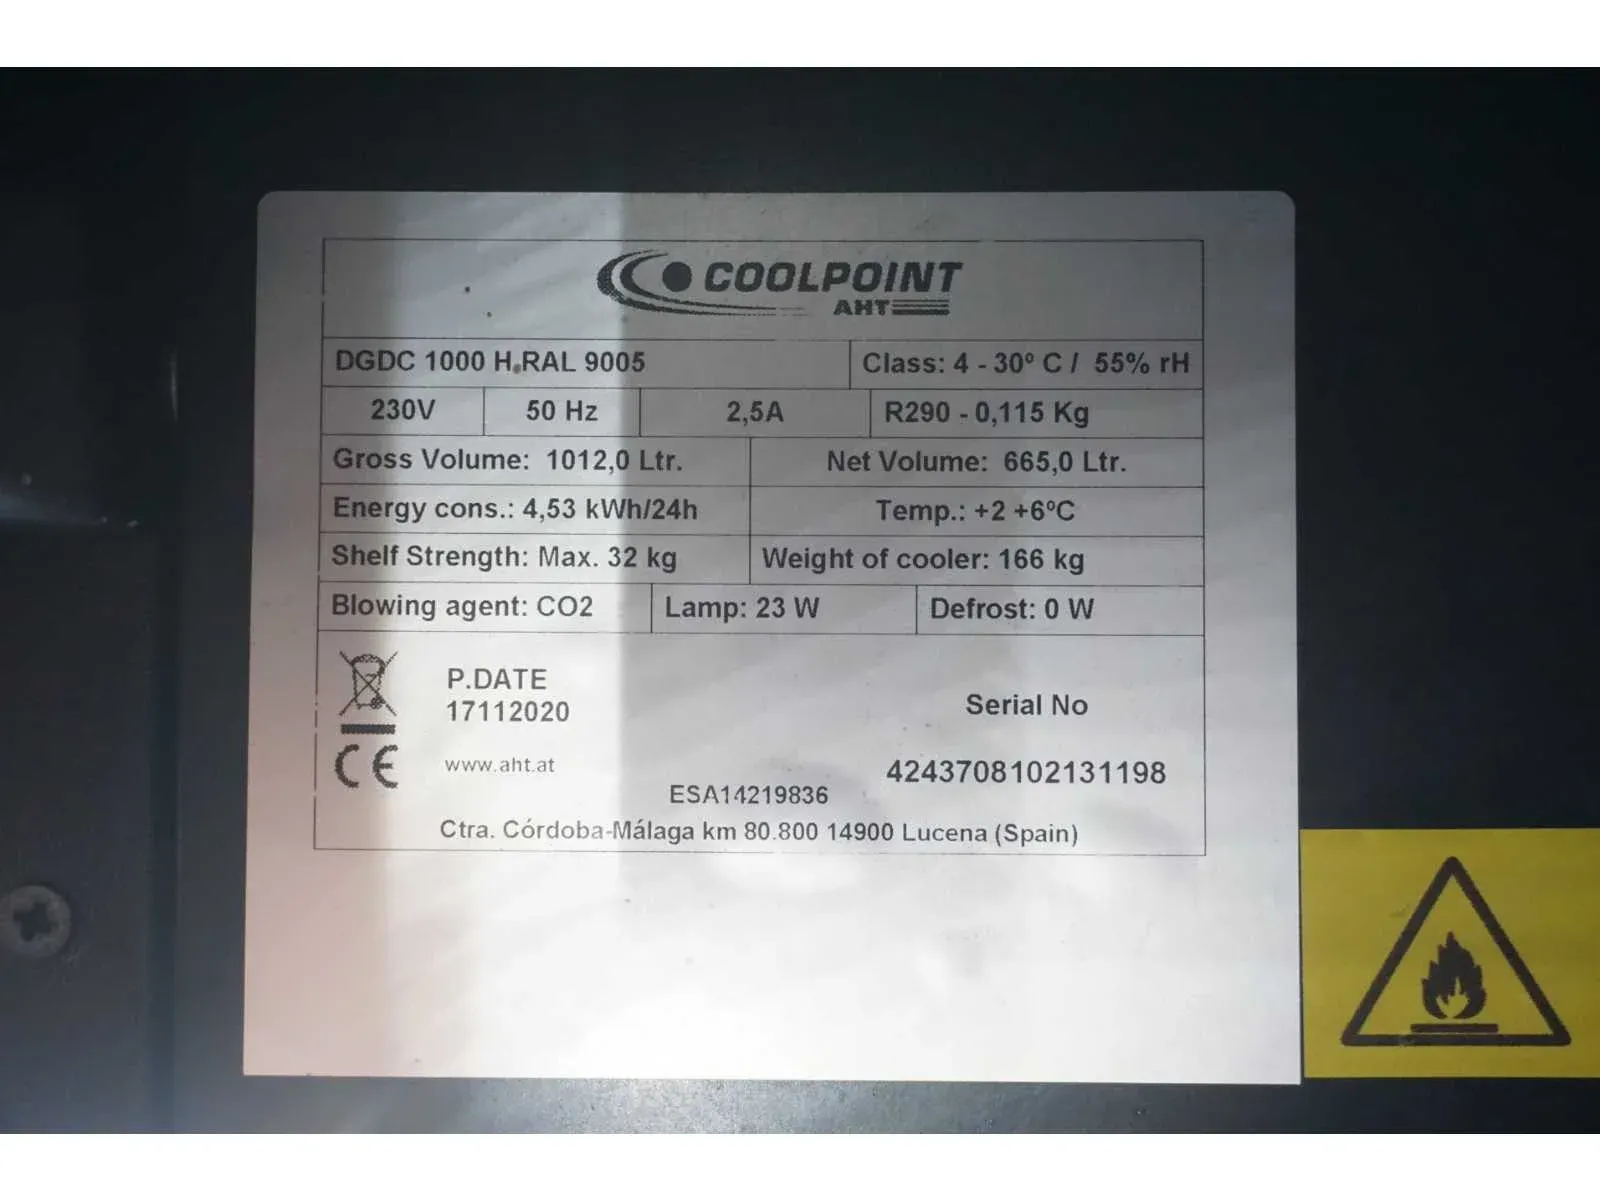 COOLPOINT
AHT
DGDC 1000 H.RAL 9005 Class: 4 - 30º C / 55% rH
230V 50 Hz 2,5A R290 - 0,115 Kg
Gross Volume: 1012,0 Ltr. Net Volume: 665,0 Ltr.
Energy cons.: 4,53 kWh/24h Temp.: +2 +6ºC
Shelf Strength: Max. 32 kg Weight of cooler: 166 kg
Blowing agent: CO2 Lamp: 23 W Defrost: 0 W
P.DATE
17112020
Serial No
CE
www.aht.at
4243708102131198
ESA14219836
Ctra. Córdoba-Málaga km 80.800 14900 Lucena (Spain)